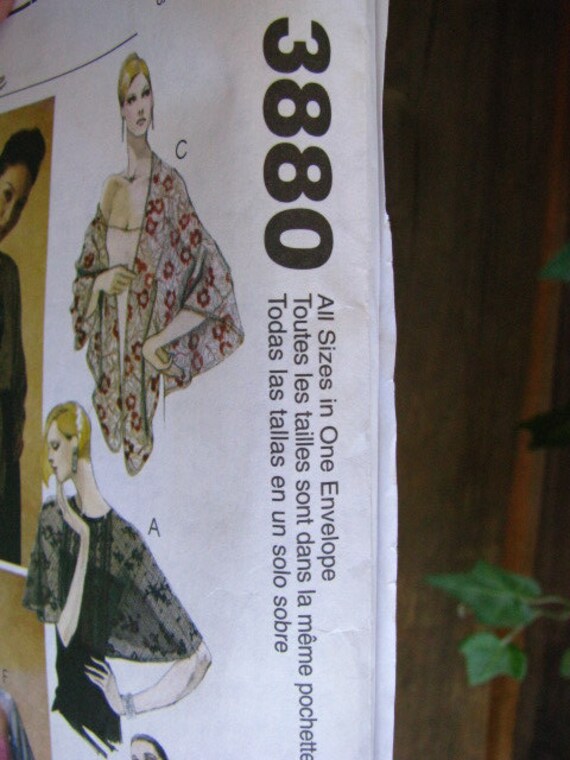 3880
All Sizes in One Envelope
Toutes les tailles sont dans la même pochette
Todas las tallas en un solo sobre
C
A
F